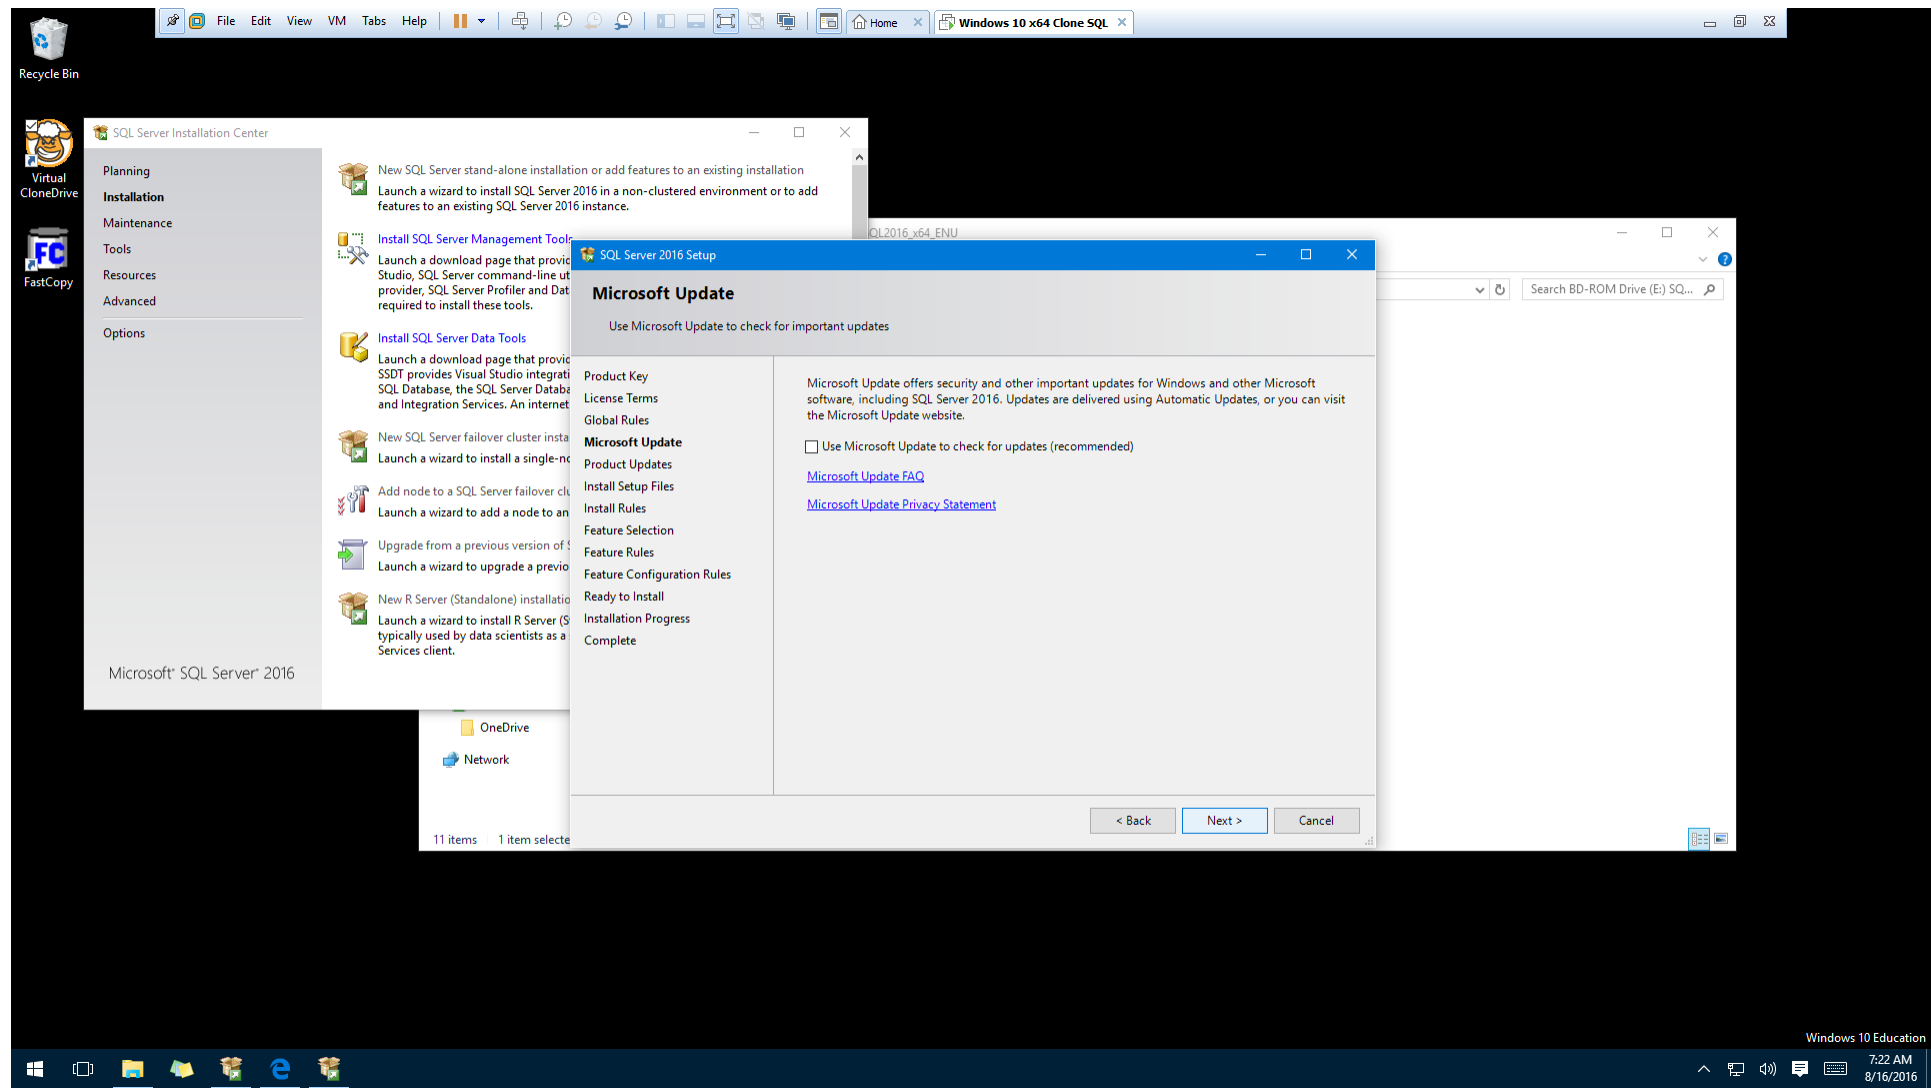 File Edit View VM Tabs Help
Home
Windows 10 x64 Clone SQL
Recycle Bin
Virtual
CloneDrive
FC
FastCopy
SQL Server Installation Center
Planning
Installation
Maintenance
Tools
Resources
Advanced
Options
Microsoft® SQL Server® 2016
New SQL Server stand-alone installation or add features to an existing installation
Launch a wizard to install SQL Server 2016 in a non-clustered environment or to add
features to an existing SQL Server 2016 instance.
Install SQL Server Management Tools
Launch a download page that provid
Studio, SQL Server command-line ut
provider, SQL Server Profiler and Dat
required to install these tools.
Install SQL Server Data Tools
Launch a download page that provid
SSDT provides Visual Studio integrati
SQL Database, the SQL Server Databa
and Integration Services. An internet
New SQL Server failover cluster insta
Launch a wizard to install a single-no
Add node to a SQL Server failover clu
Launch a wizard to add a node to an
Upgrade from a previous version of S
Launch a wizard to upgrade a previo
New R Server (Standalone) installatio
Launch a wizard to install R Server (S
typically used by data scientists as a
Services client.
QL2016_x64_ENU
Search BD-ROM Drive (E:) SQ...
OneDrive
Network
11 items 1 item selecte
SQL Server 2016 Setup
Microsoft Update
Use Microsoft Update to check for important updates
Product Key
License Terms
Global Rules
Microsoft Update
Product Updates
Install Setup Files
Install Rules
Feature Selection
Feature Rules
Feature Configuration Rules
Ready to Install
Installation Progress
Complete
Microsoft Update offers security and other important updates for Windows and other Microsoft
software, including SQL Server 2016. Updates are delivered using Automatic Updates, or you can visit
the Microsoft Update website.
Use Microsoft Update to check for updates (recommended)
Microsoft Update FAQ
Microsoft Update Privacy Statement
< Back Next > Cancel
Windows 10 Education
7:22 AM
8/16/2016